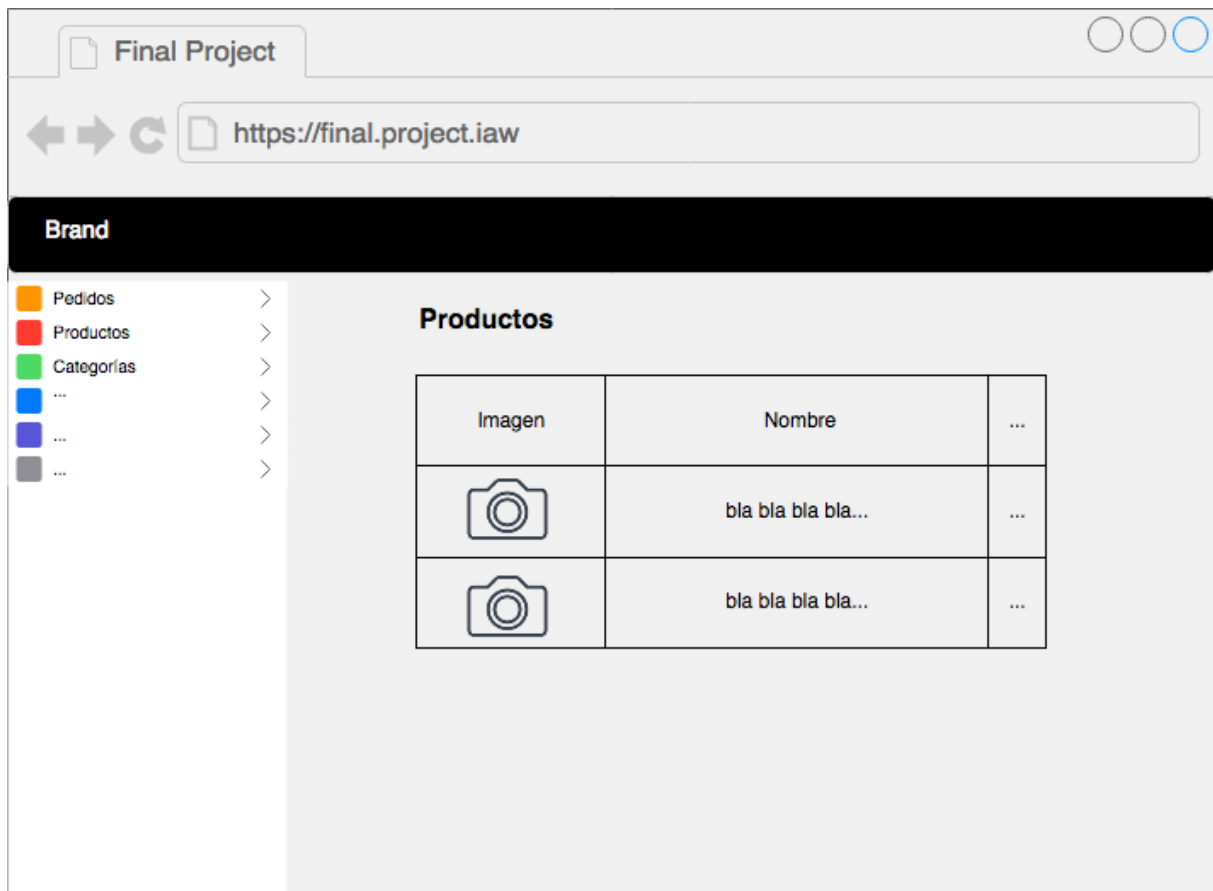 Final Project
https://final.project.iaw
Brand
Pedidos
Productos
Categorías
...
...
...
Productos
Imagen Nombre ...
bla bla bla bla... ...
bla bla bla bla... ...